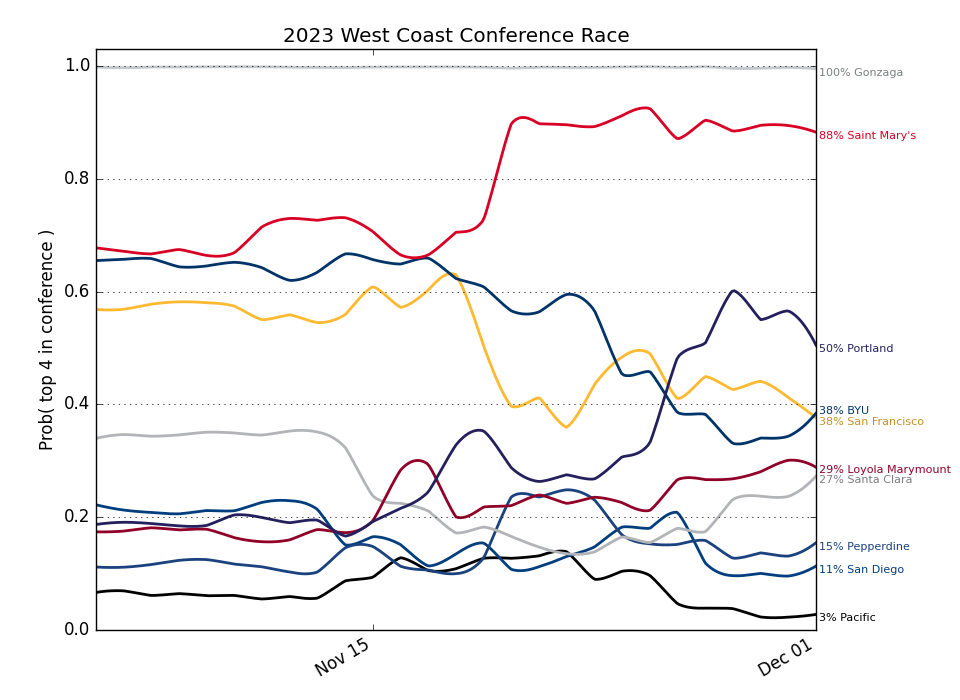 2023 West Coast Conference Race
Prob( top 4 in conference )
1.0
0.8
0.6
0.4
0.2
0.0
Nov 15
Dec 01
100% Gonzaga
88% Saint Mary's
50% Portland
38% BYU
38% San Francisco
29% Loyola Marymount
27% Santa Clara
15% Pepperdine
11% San Diego
3% Pacific